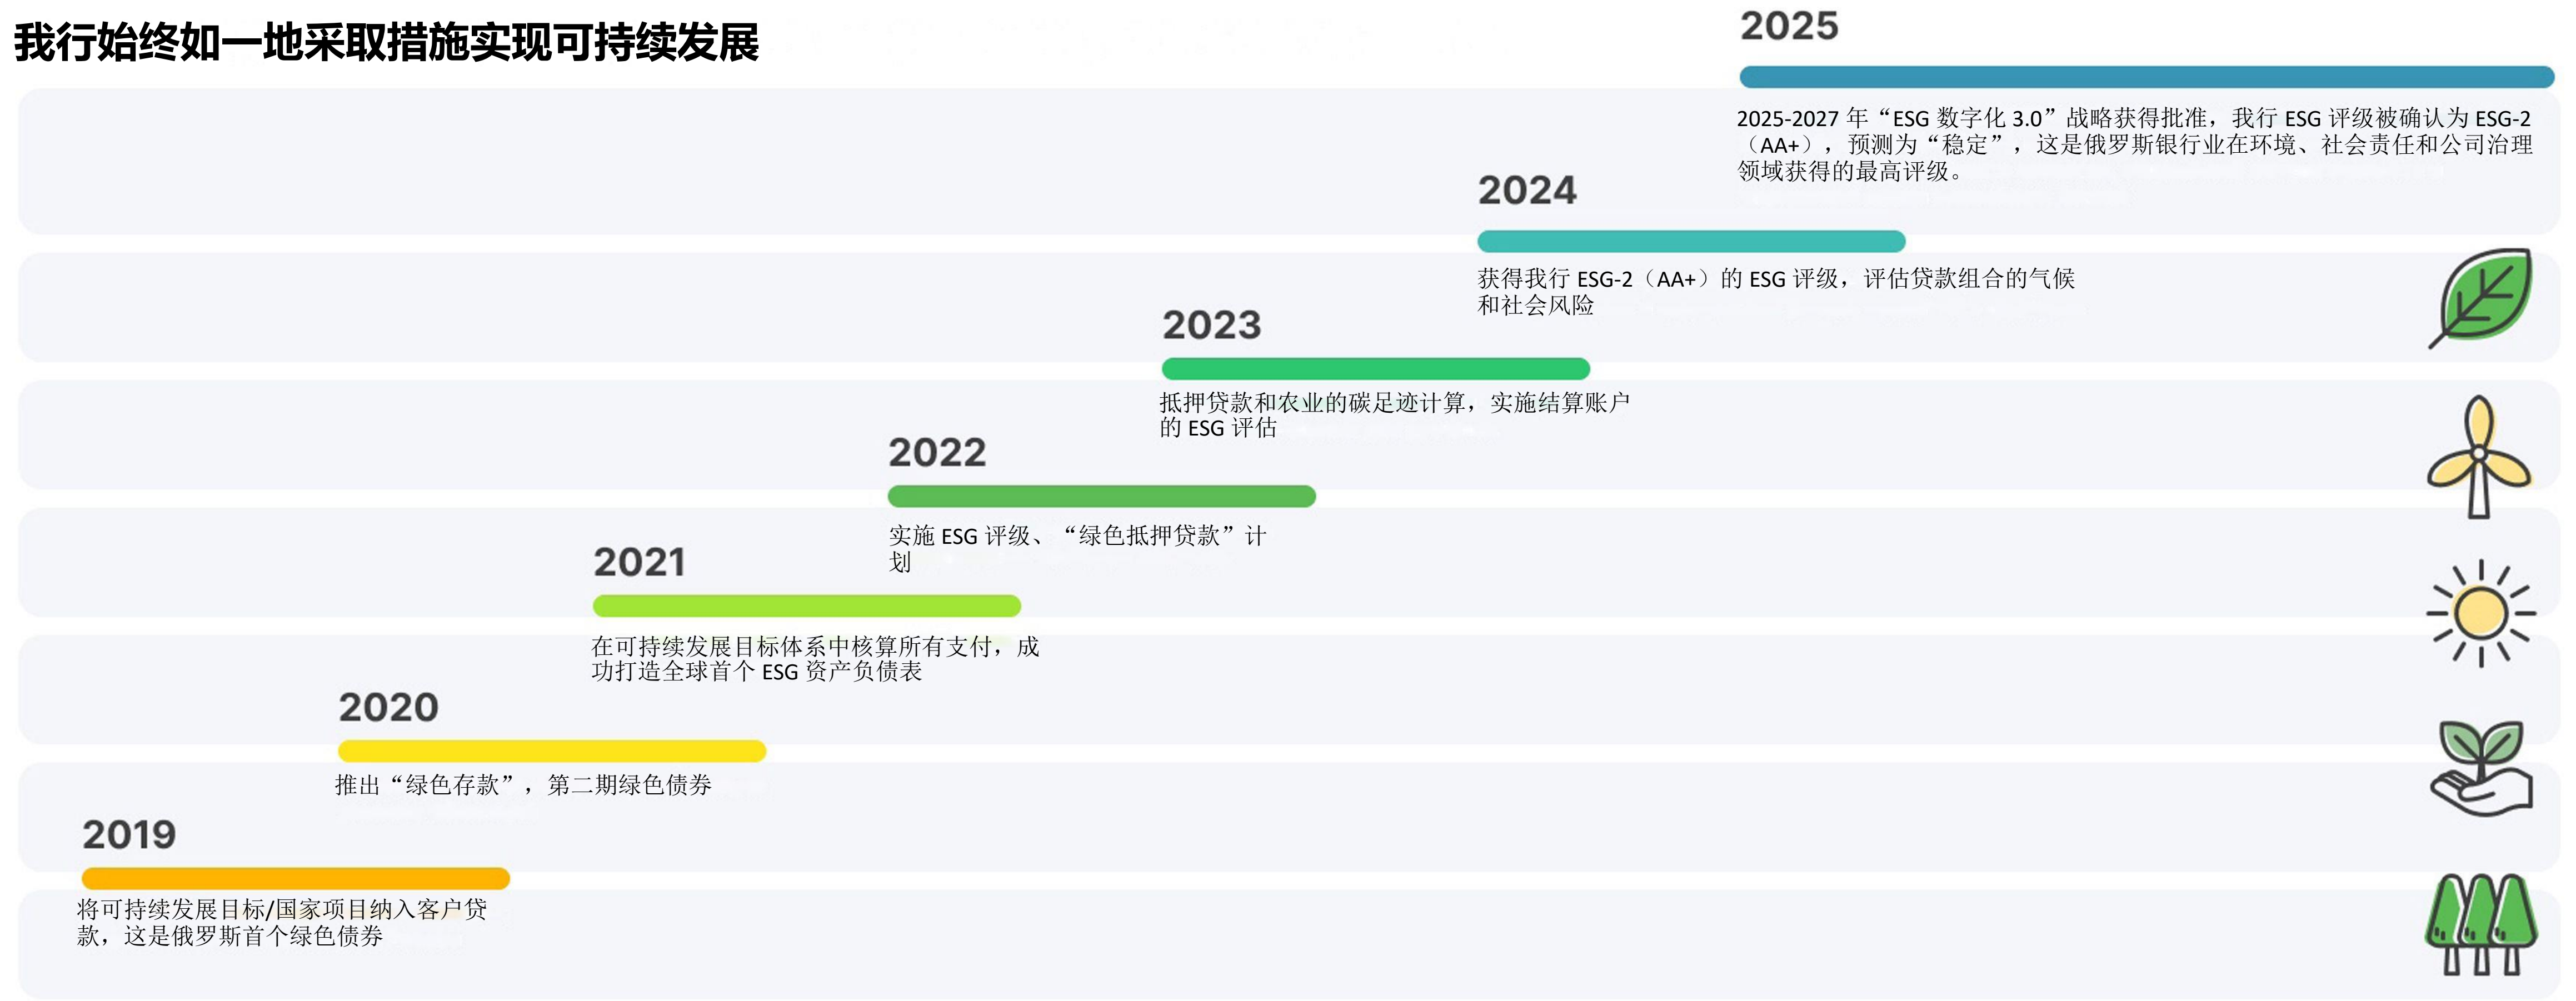 我行始终如一地采取措施实现可持续发展
2025
2025-2027 年“ESG 数字化 3.0”战略获得批准，我行 ESG 评级被确认为 ESG-2
（AA+），预测为“稳定”，这是俄罗斯银行业在环境、社会责任和公司治理
领域获得的最高评级。
2024
获得我行 ESG-2（AA+）的 ESG 评级，评估贷款组合的气候
和社会风险
2023
抵押贷款和农业的碳足迹计算，实施结算账户
的 ESG 评估
2022
实施 ESG 评级、“绿色抵押贷款”计
划
2021
在可持续发展目标体系中核算所有支付，成
功打造全球首个 ESG 资产负债表
2020
推出“绿色存款”，第二期绿色债券
2019
将可持续发展目标/国家项目纳入客户贷
款，这是俄罗斯首个绿色债券